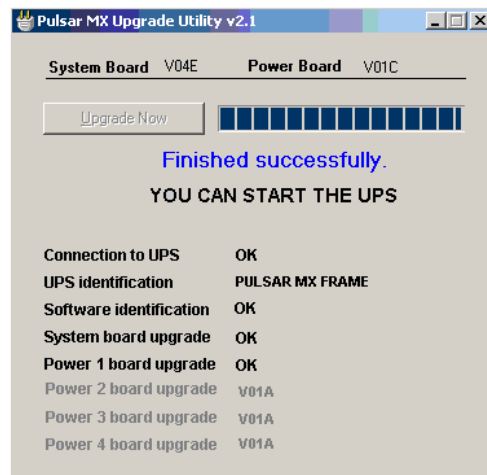 Pulsar MX Upgrade Utility v2.1
System Board V04E Power Board V01C
Upgrade Now
Finished successfully.
YOU CAN START THE UPS
Connection to UPS OK
UPS identification PULSAR MX FRAME
Software identification OK
System board upgrade OK
Power 1 board upgrade OK
Power 2 board upgrade V01A
Power 3 board upgrade V01A
Power 4 board upgrade V01A